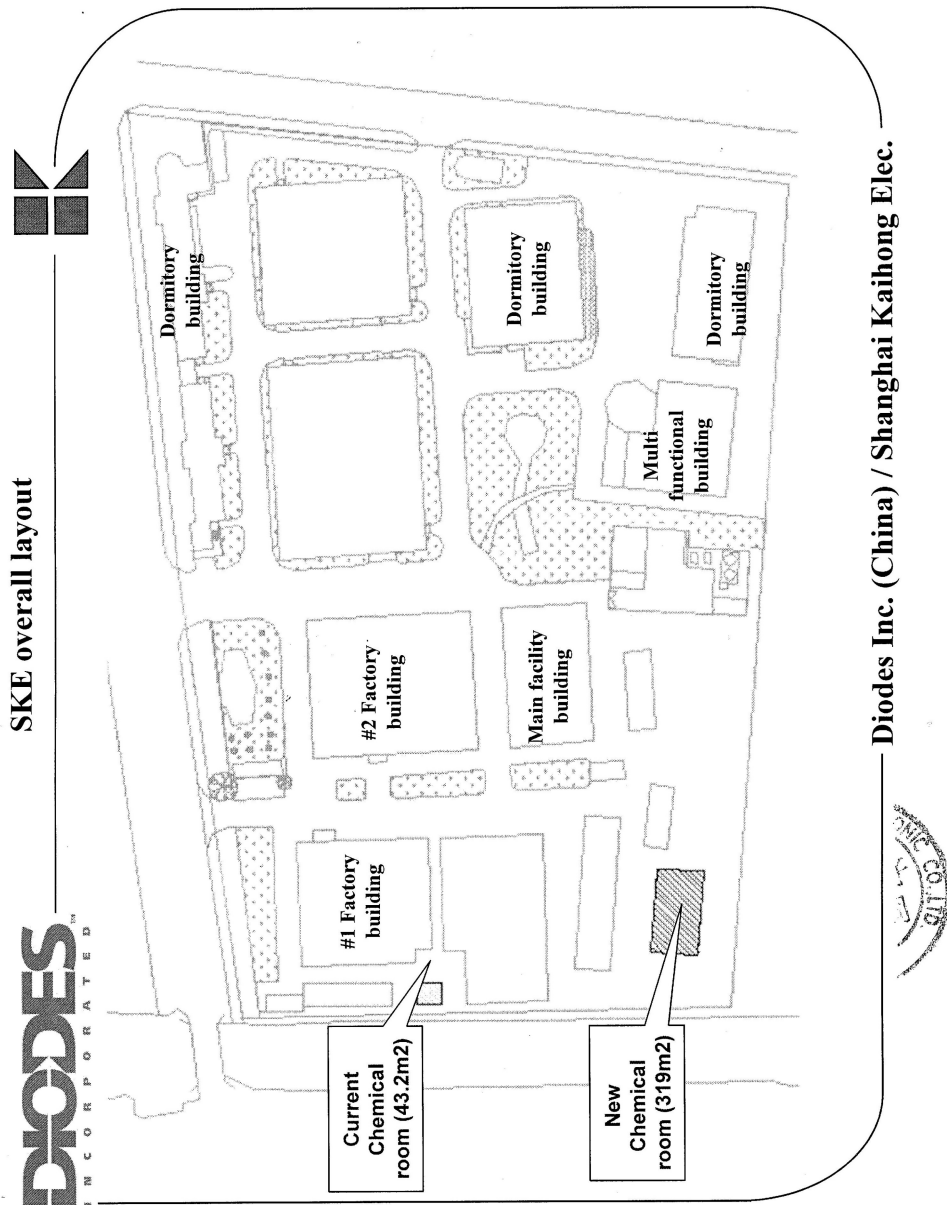 DIODES™
INCORPORATED
SKE overall layout
Dormitory
building
#1 Factory
building
#2 Factory
building
Current
Chemical
room (43.2m2)
Main facility
building
Dormitory
building
New
Chemical
room (319m2)
Multi
functional
building
Dormitory
building
Diodes Inc. (China) / Shanghai Kaihong Elec.
ONIC CO.,LTD